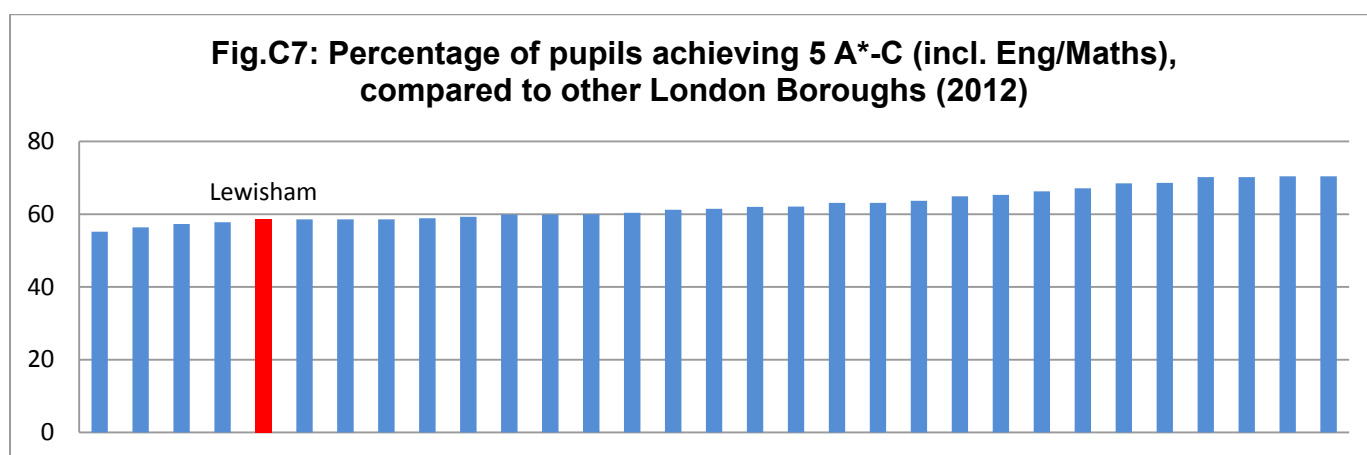 Fig.C7: Percentage of pupils achieving 5 A*-C (incl. Eng/Maths),
compared to other London Boroughs (2012)
80
Lewisham
60
40
20
0